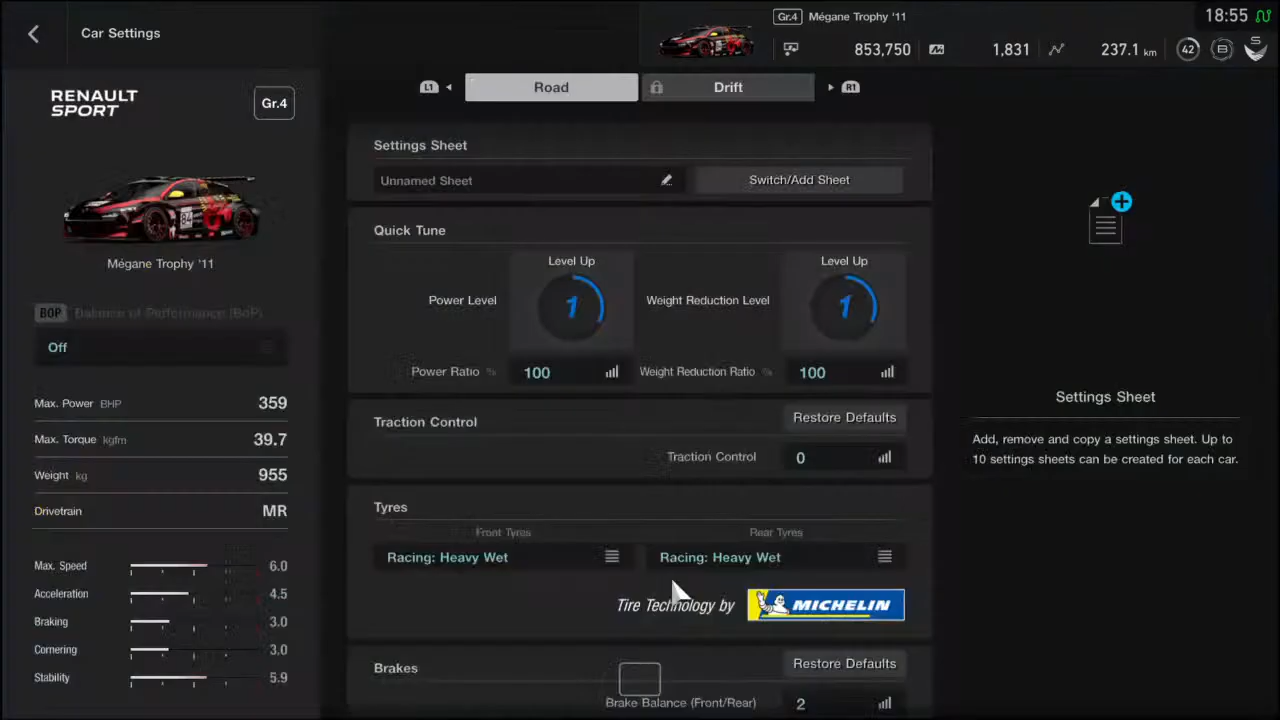 Car Settings
Gr.4 Mégane Trophy '11
18:55
853,750 1,831 237.1 km 42 B S
L1 Road Drift R1
RENAULT SPORT
Gr.4
84
Mégane Trophy '11
BOP Balance of Performance (BoP)
Off
Max. Power BHP 359
Max. Torque kgfm 39.7
Weight kg 955
Drivetrain MR
Max. Speed 6.0
Acceleration 4.5
Braking 3.0
Cornering 3.0
Stability 5.9
Settings Sheet
Unnamed Sheet Switch/Add Sheet
Quick Tune
Level Up Level Up
Power Level 1 Weight Reduction Level 1
Power Ratio % 100 Weight Reduction Ratio % 100
Traction Control Restore Defaults
Traction Control 0
Tyres
Front Tyres Rear Tyres
Racing: Heavy Wet Racing: Heavy Wet
Tire Technology by MICHELIN
Brakes Restore Defaults
Brake Balance (Front/Rear) 2
Settings Sheet
Add, remove and copy a settings sheet. Up to
10 settings sheets can be created for each car.